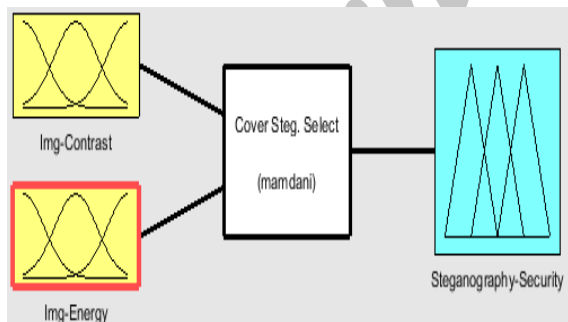 Img-Contrast
Cover Steg. Select
(mamdani)
Steganography-Security
Img-Energy